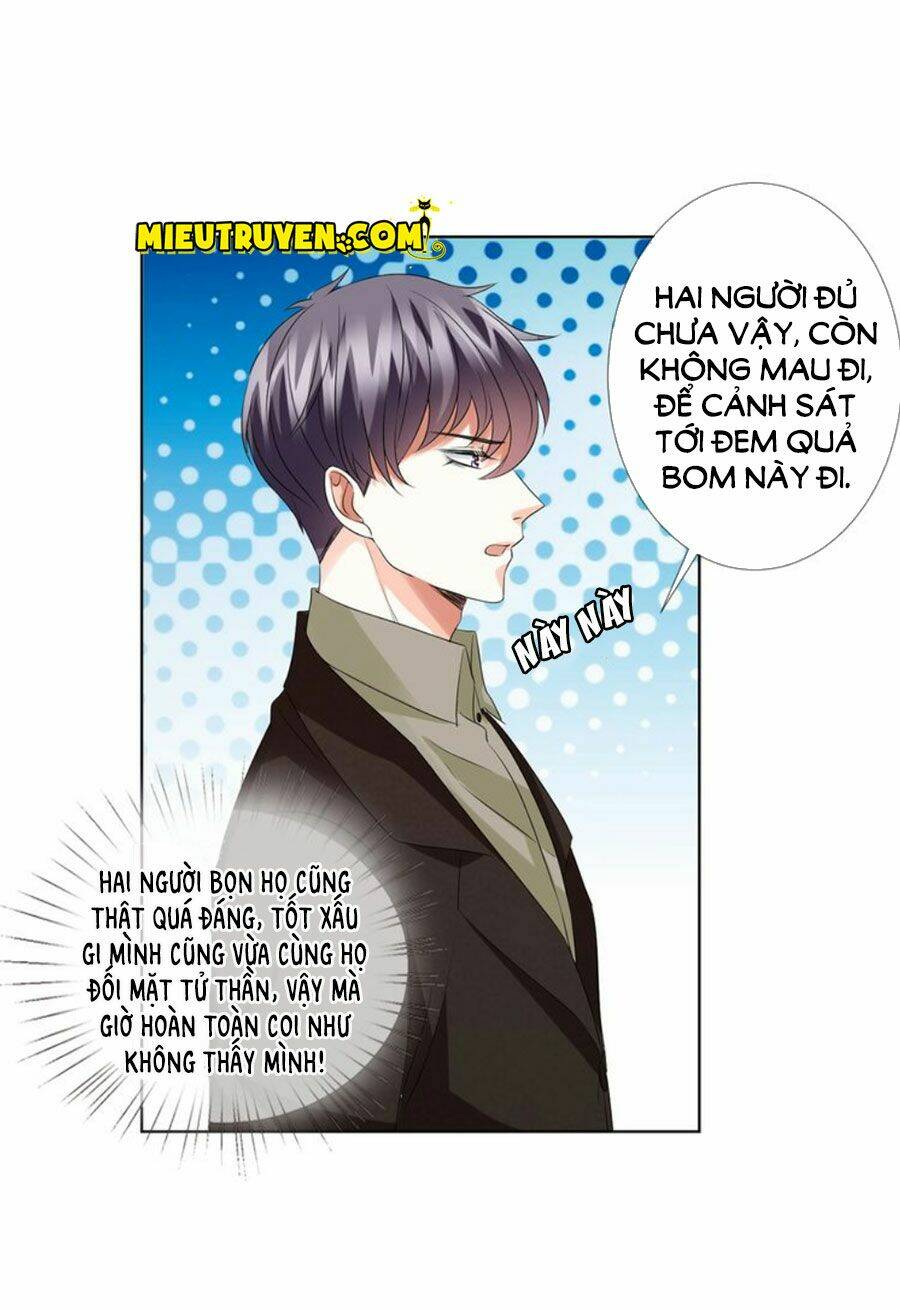 MIEUTRUYEN.COM
HAI NGƯỜI ĐỦ
CHƯA VẬY, CÒN
KHÔNG MAU ĐI,
ĐỂ CẢNH SÁT
TỚI ĐEM QUẢ
BOM NÀY ĐI.
NÀY NÀY
HAI NGƯỜI BỌN HỌ CŨNG
THẬT QUÁ ĐÁNG, TỐT XẤU
GI MÌNH CŨNG VỪA CÙNG HỌ
ĐỐI MẶT TỬ THẦN, VẬY MÀ
GIỜ HOÀN TOÀN COI NHƯ
KHÔNG THẤY MÌNH!